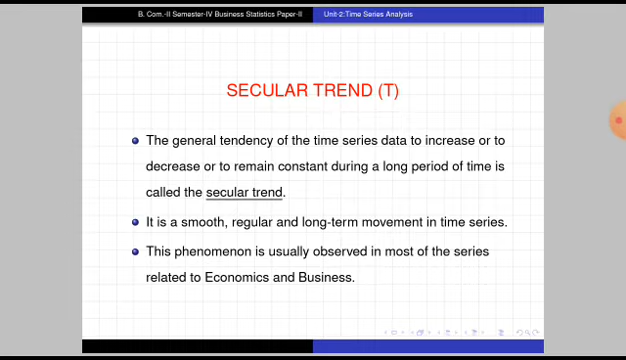 B. Com.-II Semester-IV Business Statistics Paper-II Unit-2:Time Series Analysis
SECULAR TREND (T)
The general tendency of the time series data to increase or to
decrease or to remain constant during a long period of time is
called the secular trend.
It is a smooth, regular and long-term movement in time series.
This phenomenon is usually observed in most of the series
related to Economics and Business.